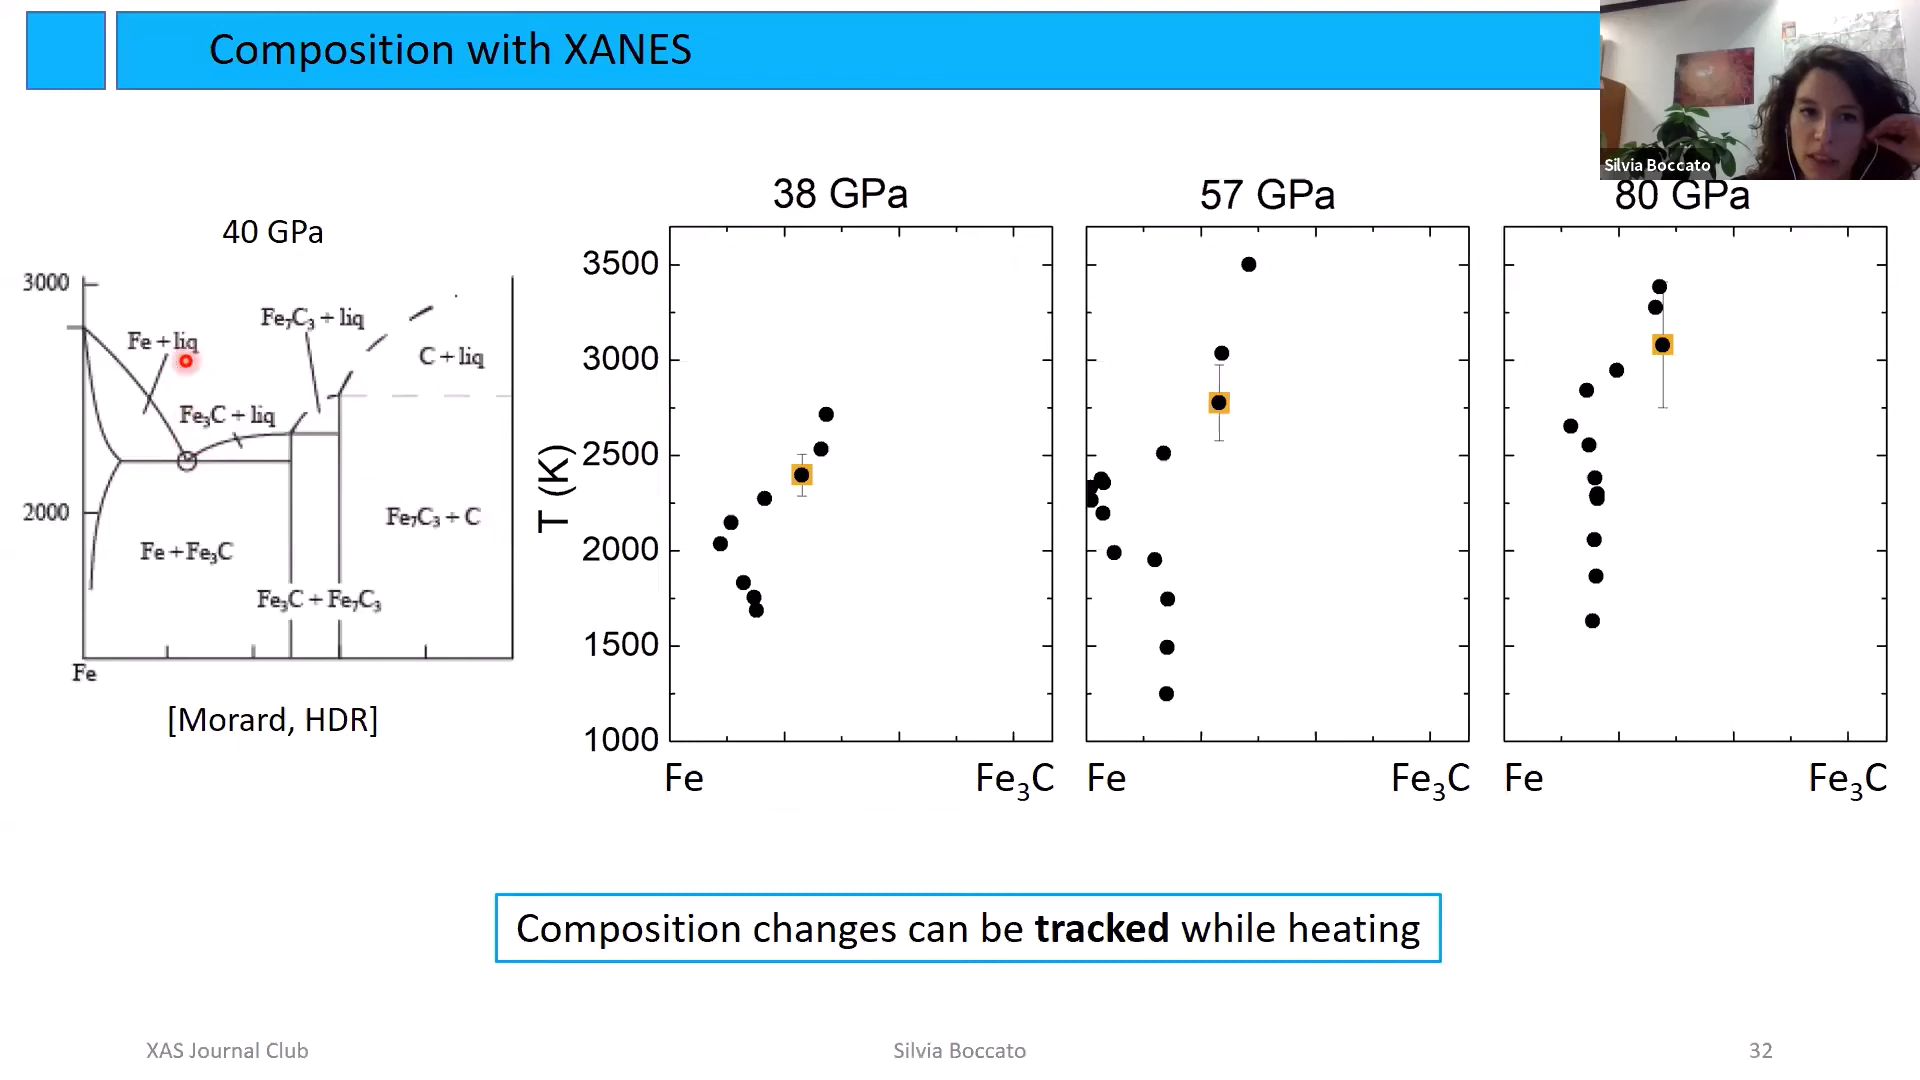 Composition with XANES
Silvia Boccato
40 GPa
3000
2000
Fe + liq
Fe₇C₃ + liq
C + liq
Fe₃C + liq
Fe₇C₃ + C
Fe + Fe₃C
Fe₃C + Fe₇C₃
Fe
[Morard, HDR]
38 GPa
57 GPa
80 GPa
T (K)
3500
3000
2500
2000
1500
1000
Fe
Fe₃C
Fe
Fe₃C
Fe
Fe₃C
Composition changes can be tracked while heating
XAS Journal Club
Silvia Boccato
32